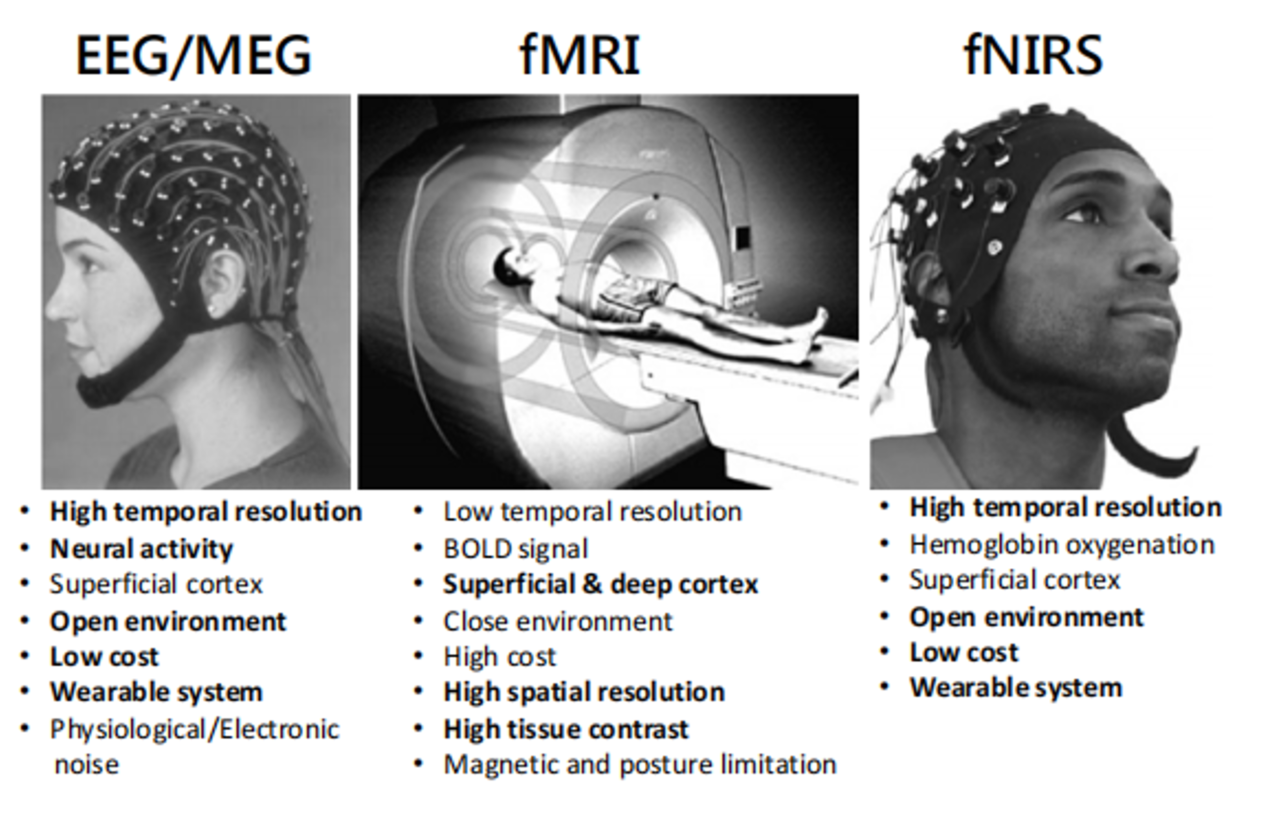 EEG/MEG
• High temporal resolution
• Neural activity
• Superficial cortex
• Open environment
• Low cost
• Wearable system
• Physiological/Electronic
noise
fMRI
• Low temporal resolution
• BOLD signal
• Superficial & deep cortex
• Close environment
• High cost
• High spatial resolution
• High tissue contrast
• Magnetic and posture limitation
fNIRS
• High temporal resolution
• Hemoglobin oxygenation
• Superficial cortex
• Open environment
• Low cost
• Wearable system